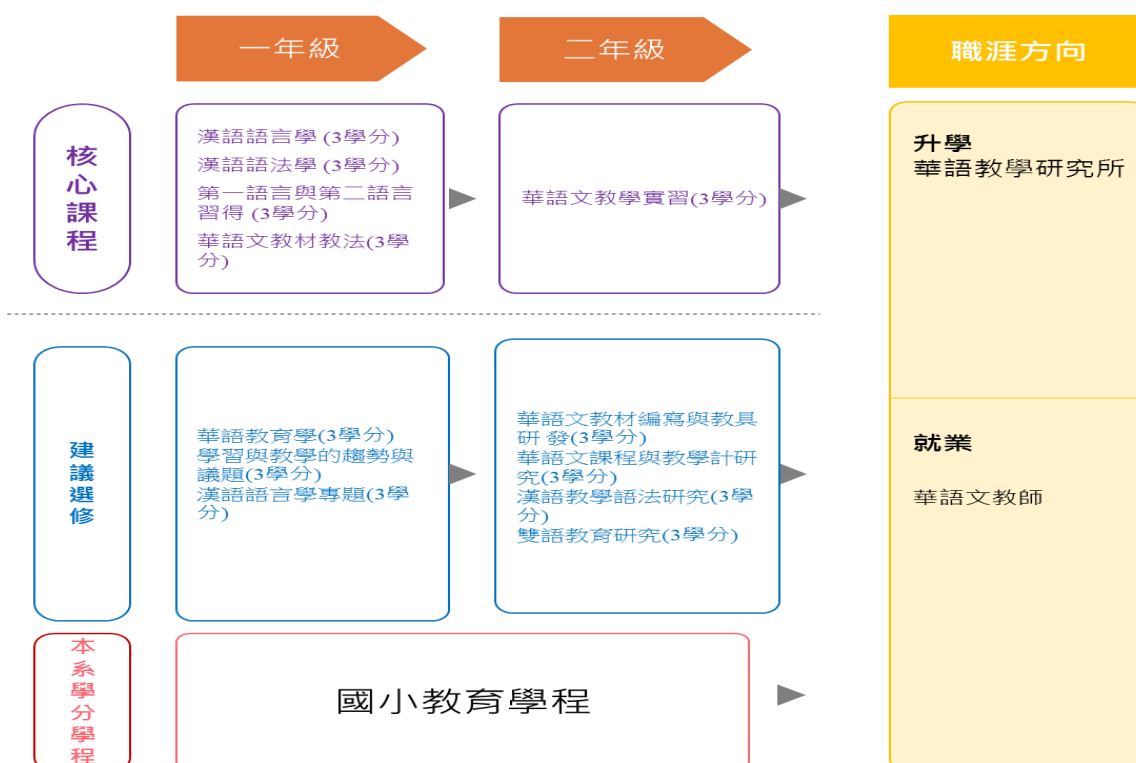 一年級
二年級
職涯方向
核心課程
漢語語言學 (3學分)
漢語語法學 (3學分)
第一語言與第二語言
習得 (3學分)
華語文教材教法(3學
分)
華語文教學實習(3學分)
升學
華語教學研究所
建議選修
華語教育學(3學分)
學習與教學的趨勢與
議題(3學分)
漢語語言學專題(3學
分)
華語文教材編寫與教具
研 發(3學分)
華語文課程與教學計研
究(3學分)
漢語教學語法研究(3學
分)
雙語教育研究(3學分)
就業
華語文教師
本系學分學程
國小教育學程